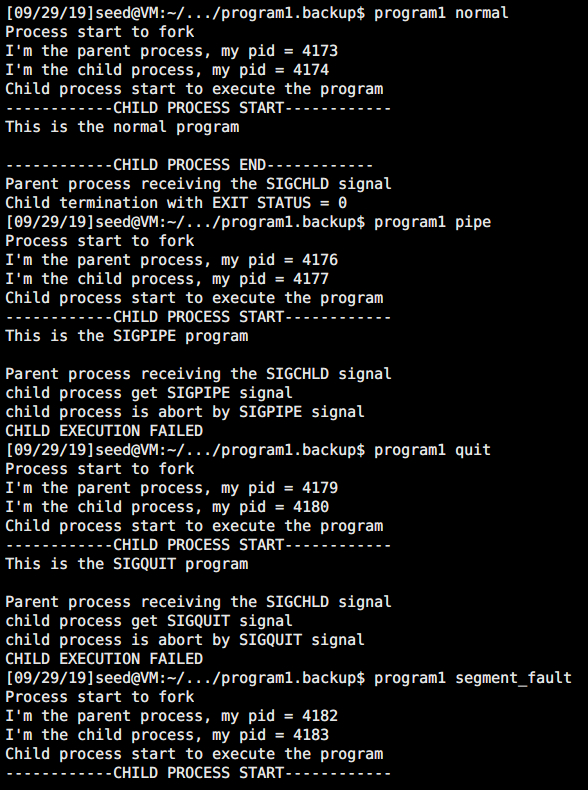 [09/29/19]seed@VM:~/.../program1.backup$ program1 normal
Process start to fork
I'm the parent process, my pid = 4173
I'm the child process, my pid = 4174
Child process start to execute the program
------------CHILD PROCESS START------------
This is the normal program

------------CHILD PROCESS END------------
Parent process receiving the SIGCHLD signal
Child termination with EXIT STATUS = 0
[09/29/19]seed@VM:~/.../program1.backup$ program1 pipe
Process start to fork
I'm the parent process, my pid = 4176
I'm the child process, my pid = 4177
Child process start to execute the program
------------CHILD PROCESS START------------
This is the SIGPIPE program

Parent process receiving the SIGCHLD signal
child process get SIGPIPE signal
child process is abort by SIGPIPE signal
CHILD EXECUTION FAILED
[09/29/19]seed@VM:~/.../program1.backup$ program1 quit
Process start to fork
I'm the parent process, my pid = 4179
I'm the child process, my pid = 4180
Child process start to execute the program
------------CHILD PROCESS START------------
This is the SIGQUIT program

Parent process receiving the SIGCHLD signal
child process get SIGQUIT signal
child process is abort by SIGQUIT signal
CHILD EXECUTION FAILED
[09/29/19]seed@VM:~/.../program1.backup$ program1 segment_fault
Process start to fork
I'm the parent process, my pid = 4182
I'm the child process, my pid = 4183
Child process start to execute the program
------------CHILD PROCESS START------------